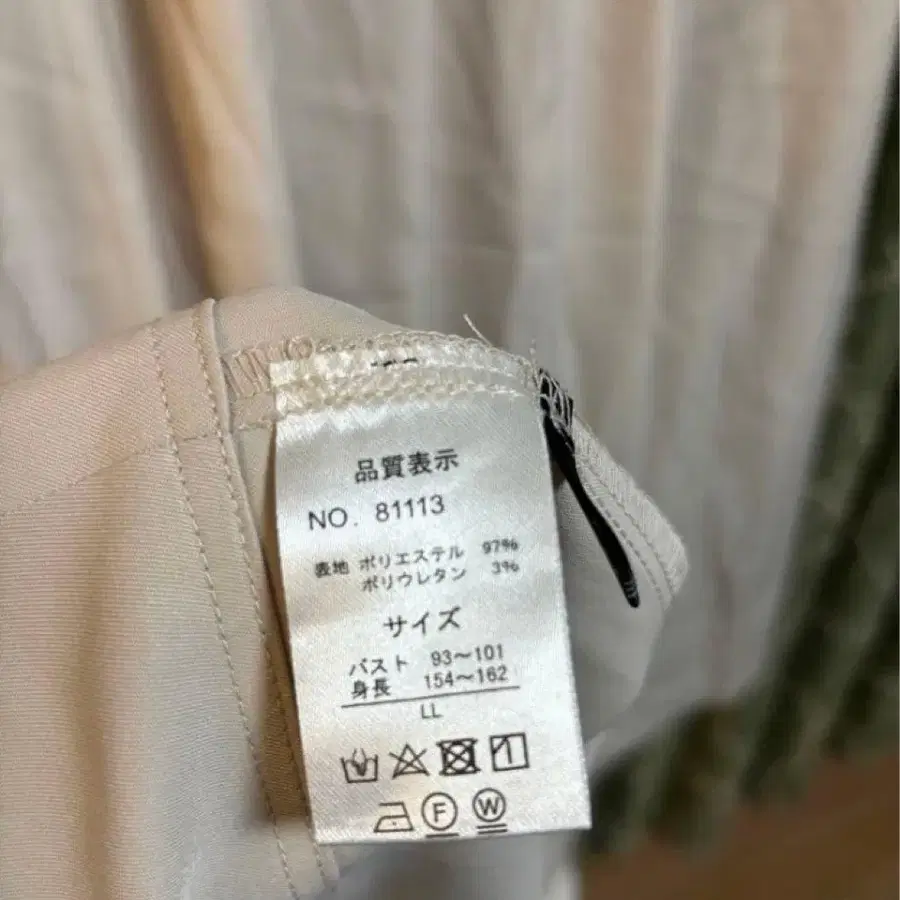 品質表示
NO. 81113
表地 ポリエステル 97%
ポリウレタン 3%
サイズ
バスト 93～101
身長 154～162
LL
F W